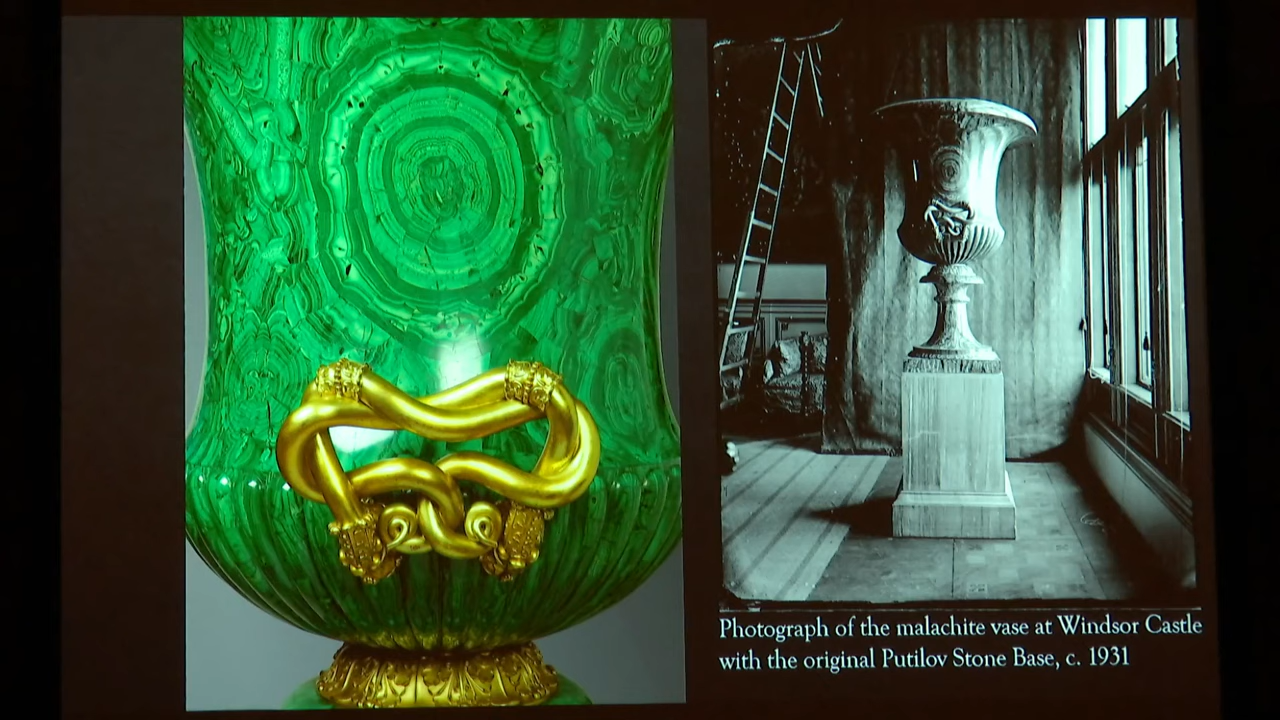 Photograph of the malachite vase at Windsor Castle
with the original Putilov Stone Base, c. 1931